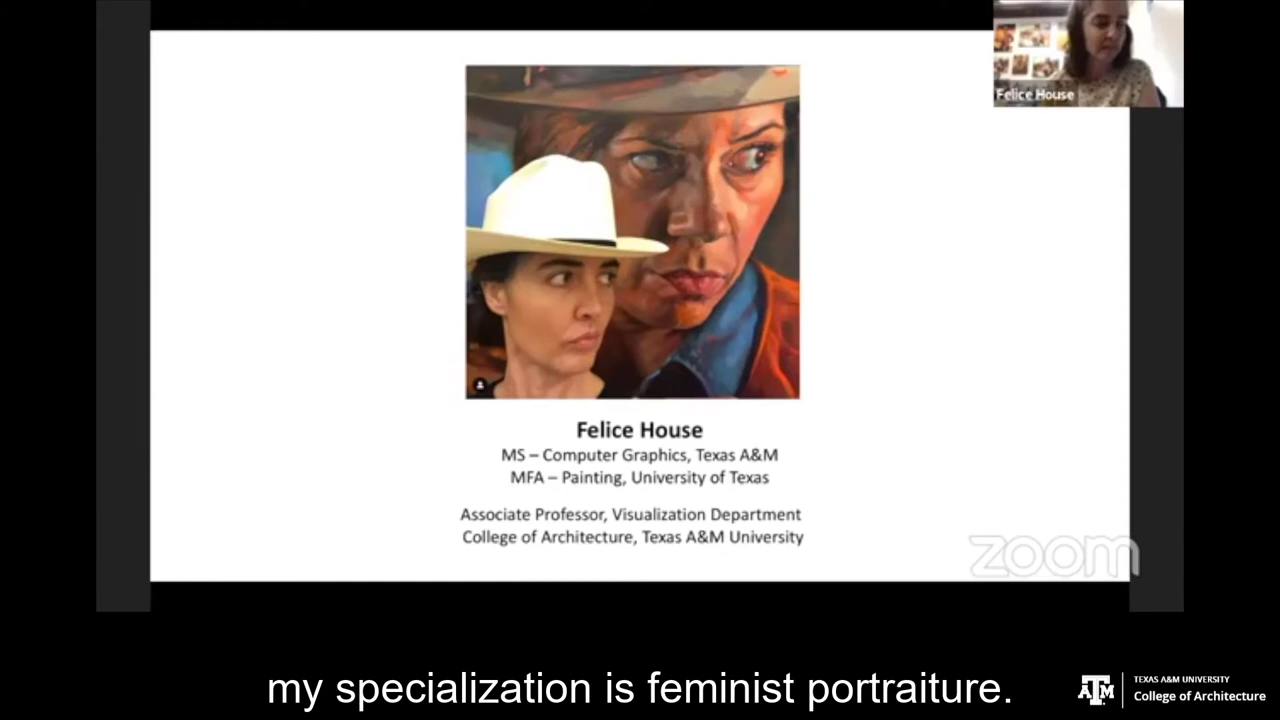 Felice House
Felice House
MS – Computer Graphics, Texas A&M
MFA – Painting, University of Texas
Associate Professor, Visualization Department
College of Architecture, Texas A&M University
zoom
my specialization is feminist portraiture.
ATM
TEXAS A&M UNIVERSITY
College of Architecture